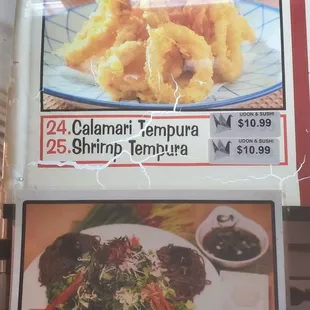 24.Calamari Tempura
UDON & SUSHI
$10.99
25.Shrimp Tempura
UDON & SUSHI
$10.99